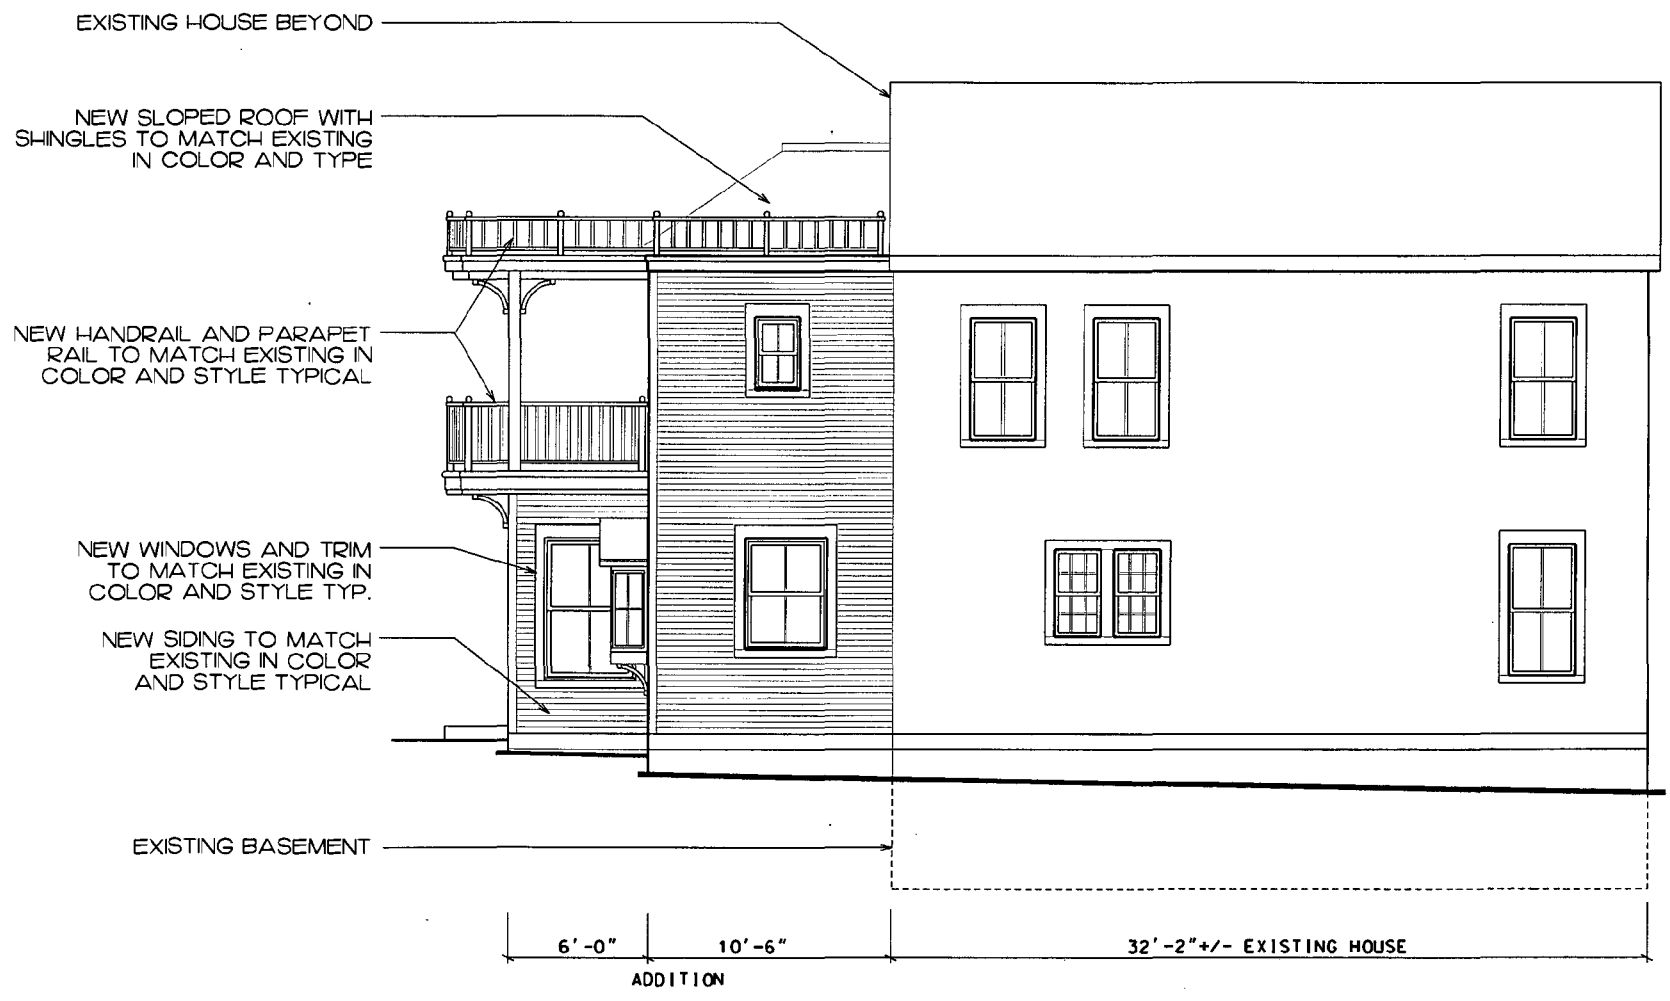 EXISTING HOUSE BEYOND
NEW SLOPED ROOF WITH
SHINGLES TO MATCH EXISTING
IN COLOR AND TYPE
NEW HANDRAIL AND PARAPET
RAIL TO MATCH EXISTING IN
COLOR AND STYLE TYPICAL
NEW WINDOWS AND TRIM
TO MATCH EXISTING IN
COLOR AND STYLE TYP.
NEW SIDING TO MATCH
EXISTING IN COLOR
AND STYLE TYPICAL
EXISTING BASEMENT
6'-0" 10'-6" 32'-2"+/- EXISTING HOUSE
ADDITION